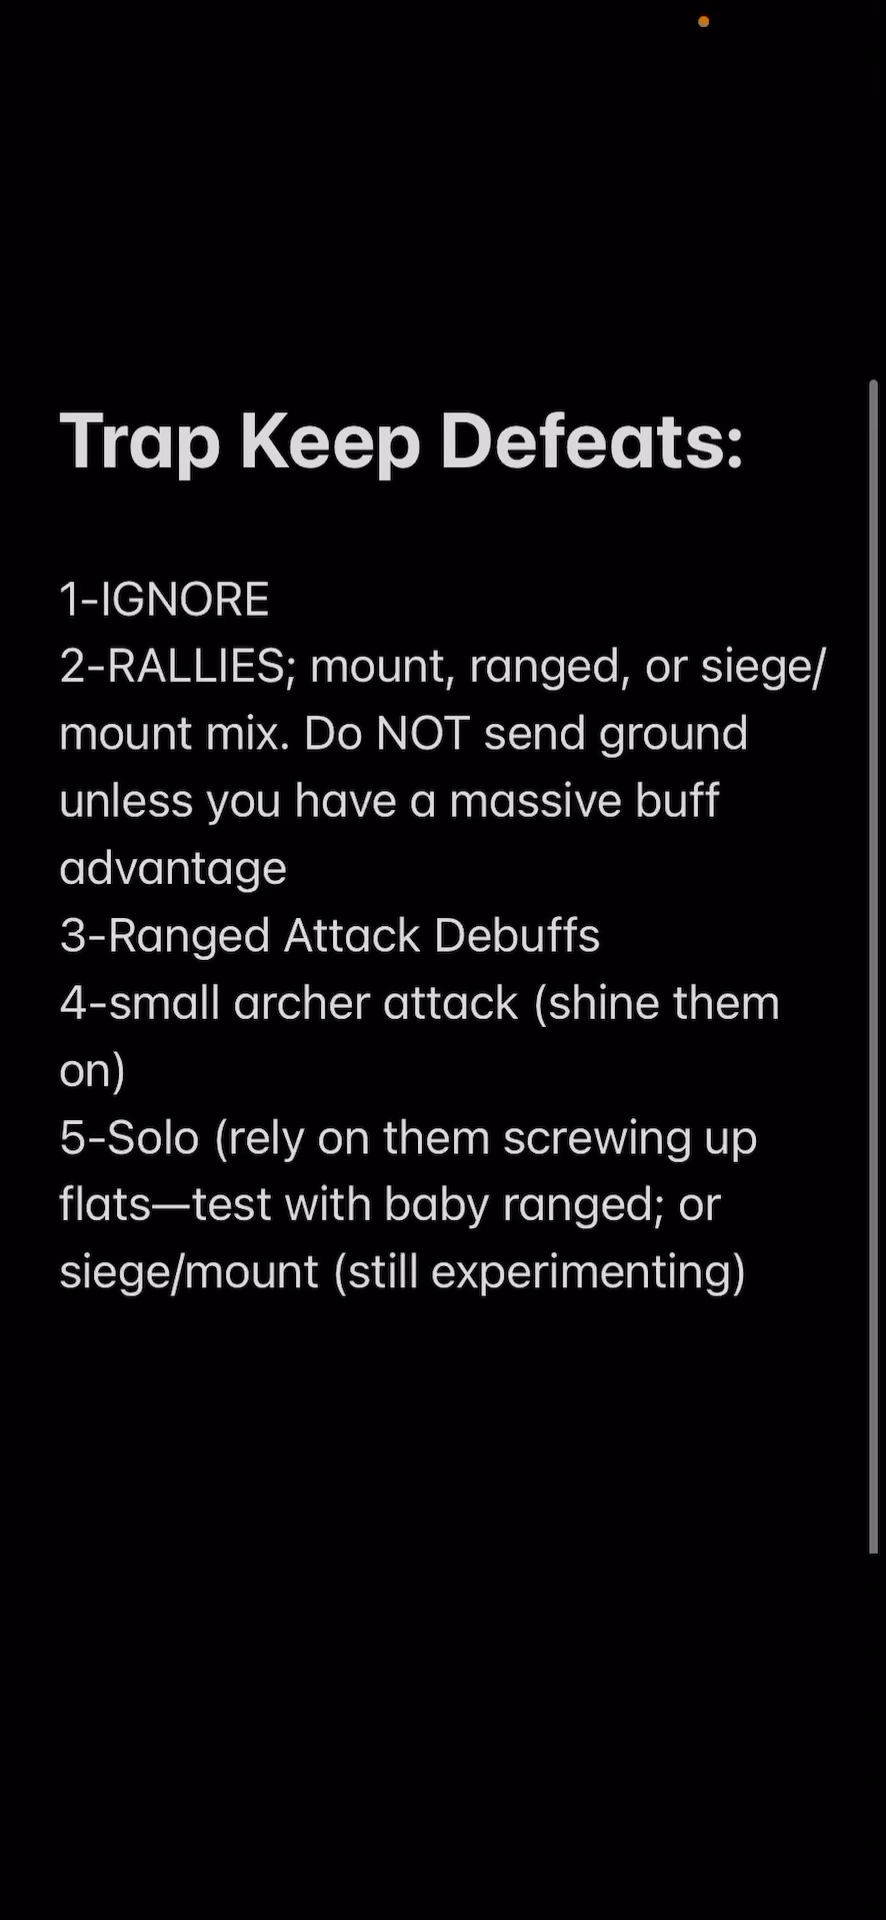 Trap Keep Defeats:
1-IGNORE
2-RALLIES; mount, ranged, or siege/
mount mix. Do NOT send ground
unless you have a massive buff
advantage
3-Ranged Attack Debuffs
4-small archer attack (shine them
on)
5-Solo (rely on them screwing up
flats—test with baby ranged; or
siege/mount (still experimenting)